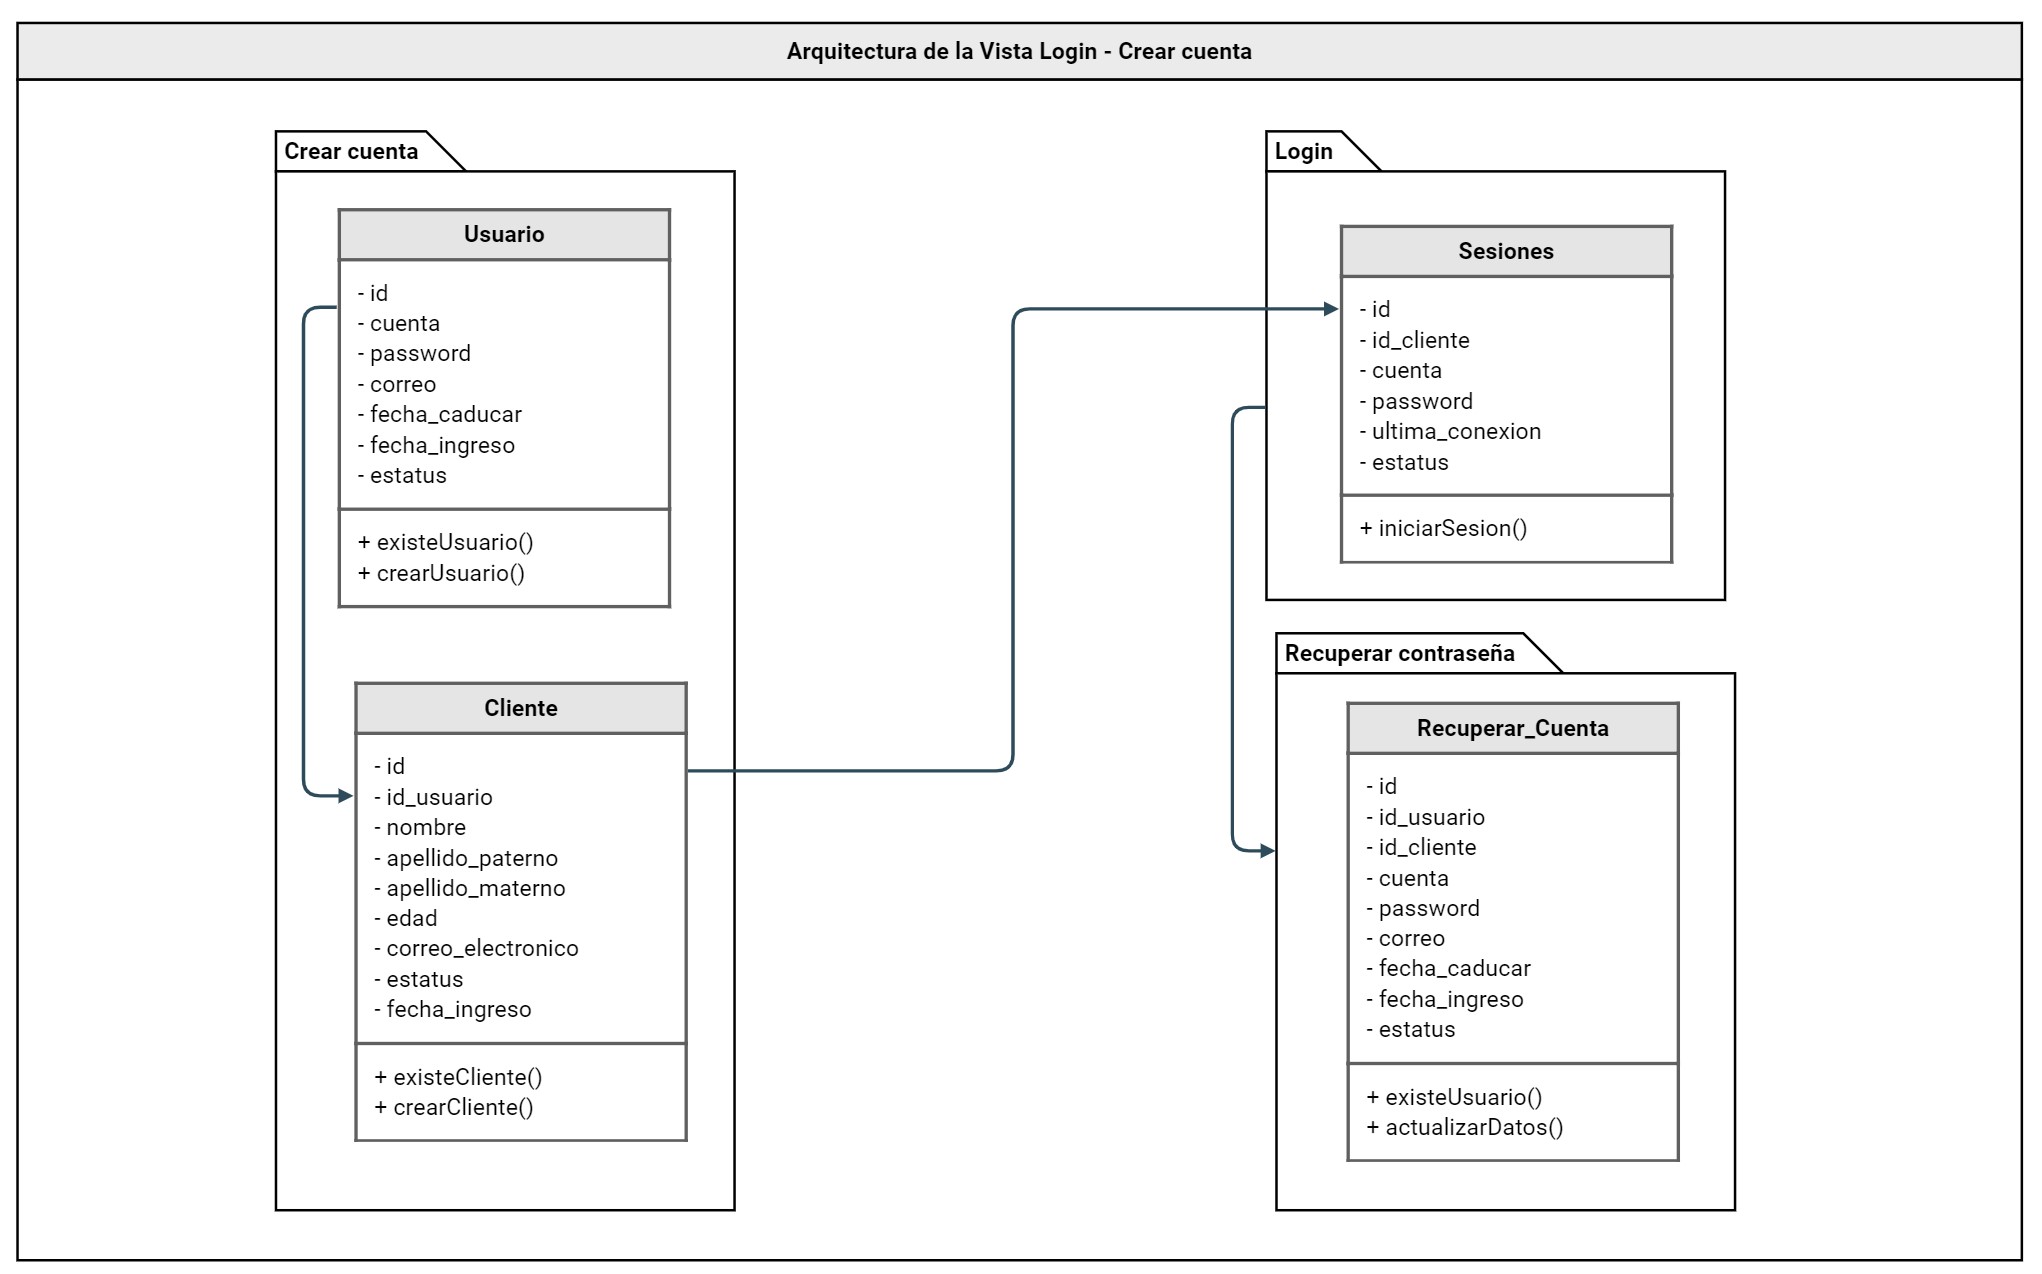 Arquitectura de la Vista Login - Crear cuenta
Crear cuenta
Usuario
- id
- cuenta
- password
- correo
- fecha_caducar
- fecha_ingreso
- estatus
+ existeUsuario()
+ crearUsuario()
Cliente
- id
- id_usuario
- nombre
- apellido_paterno
- apellido_materno
- edad
- correo_electronico
- estatus
- fecha_ingreso
+ existeCliente()
+ crearCliente()
Login
Sesiones
- id
- id_cliente
- cuenta
- password
- ultima_conexion
- estatus
+ iniciarSesion()
Recuperar contraseña
Recuperar_Cuenta
- id
- id_usuario
- id_cliente
- cuenta
- password
- correo
- fecha_caducar
- fecha_ingreso
- estatus
+ existeUsuario()
+ actualizarDatos()